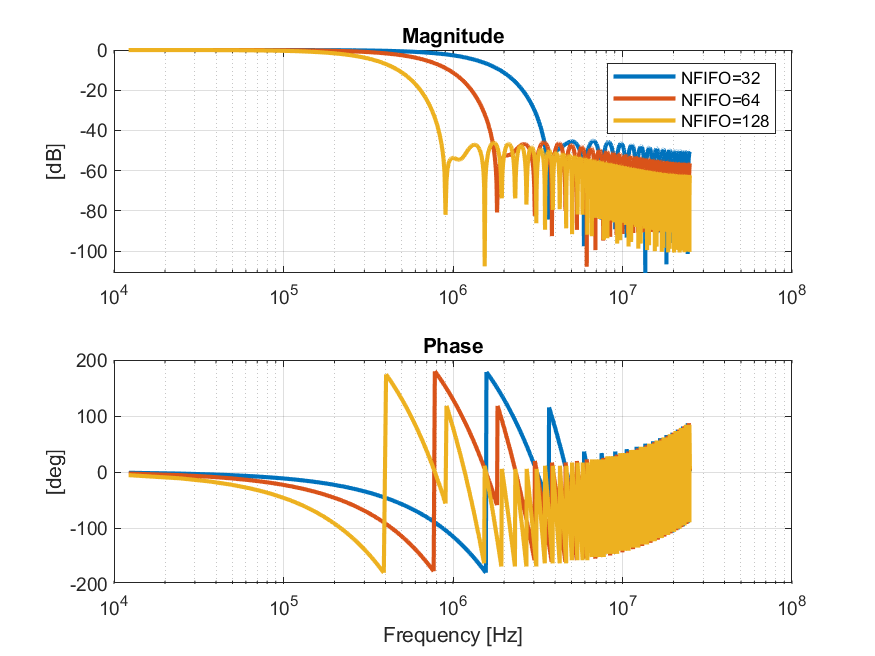 Magnitude
0
-20
-40
-60
-80
-100
[dB]
NFIFO=32
NFIFO=64
NFIFO=128
10^4 10^5 10^6 10^7 10^8
Phase
200
100
0
-100
-200
[deg]
10^4 10^5 10^6 10^7 10^8
Frequency [Hz]